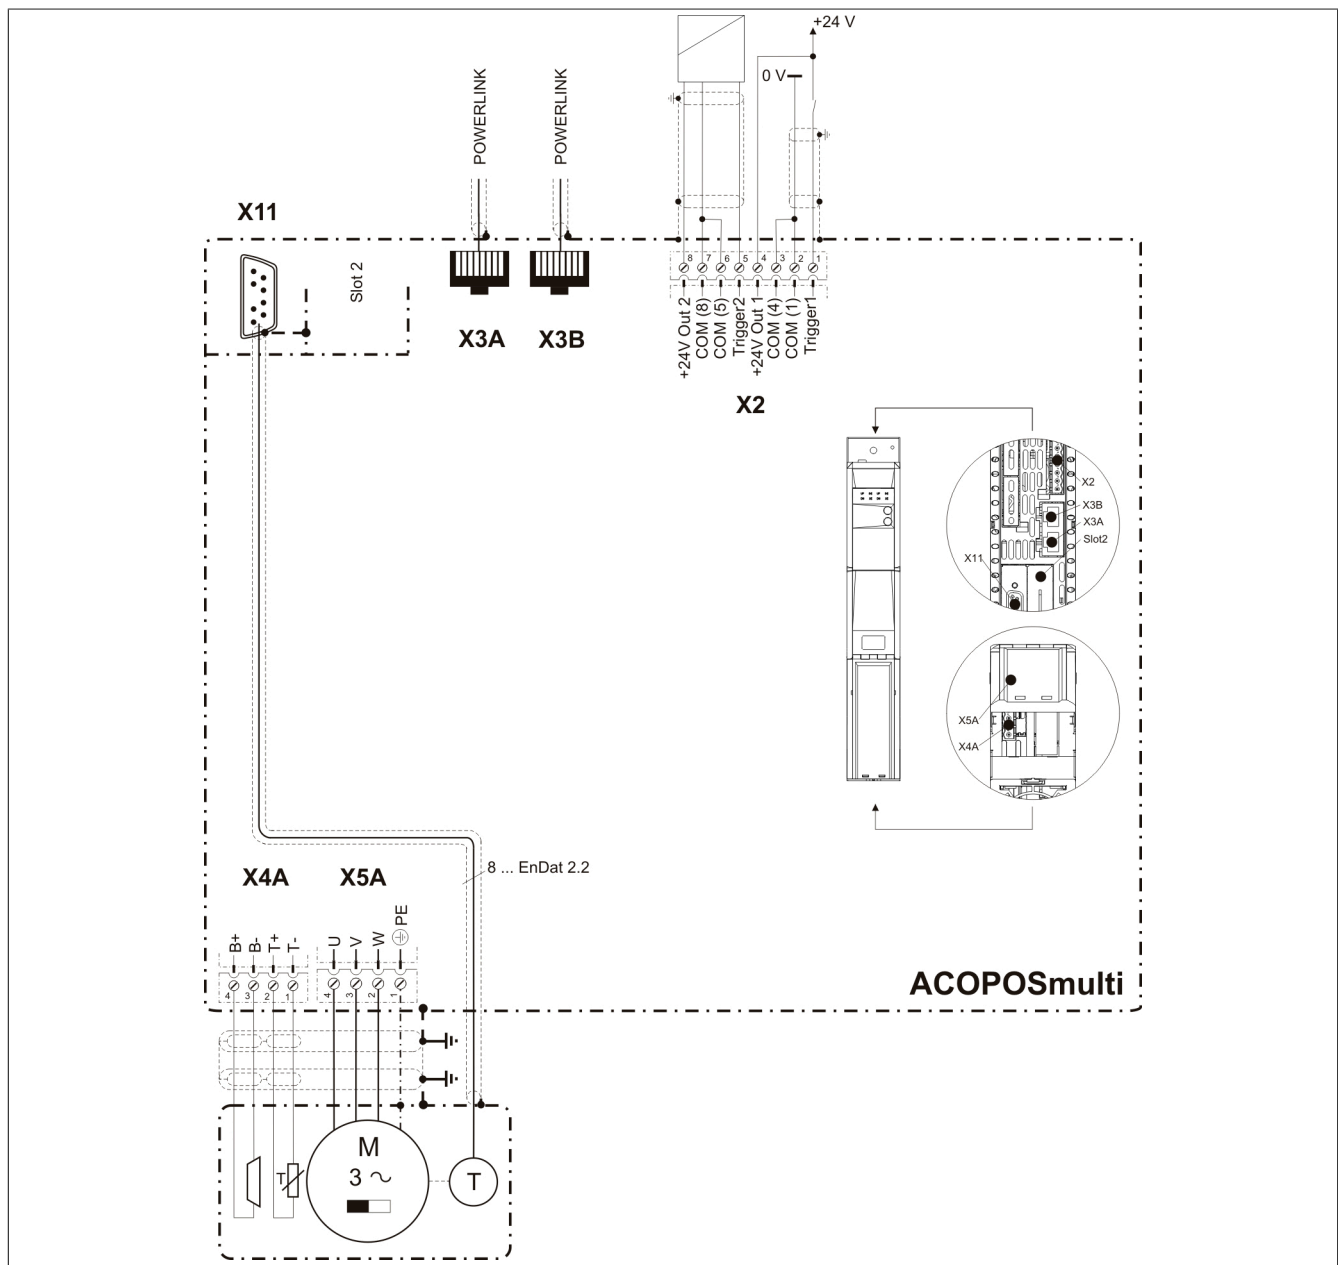 +24 V
0 V
POWERLINK
POWERLINK
X11
Slot 2
X3A
X3B
8 7 6 5 4 3 2 1
+24V Out 2
COM (8)
COM (5)
Trigger2
+24V Out 1
COM (4)
COM (1)
Trigger1
X2
X2
X3B
X3A
Slot2
X11
X5A
X4A
8 ... EnDat 2.2
X4A
X5A
B+
B-
T+
T-
U
V
W
PE
4 3 2 1
4 3 2 1
ACOPOSmulti
M
3 ~
T
T